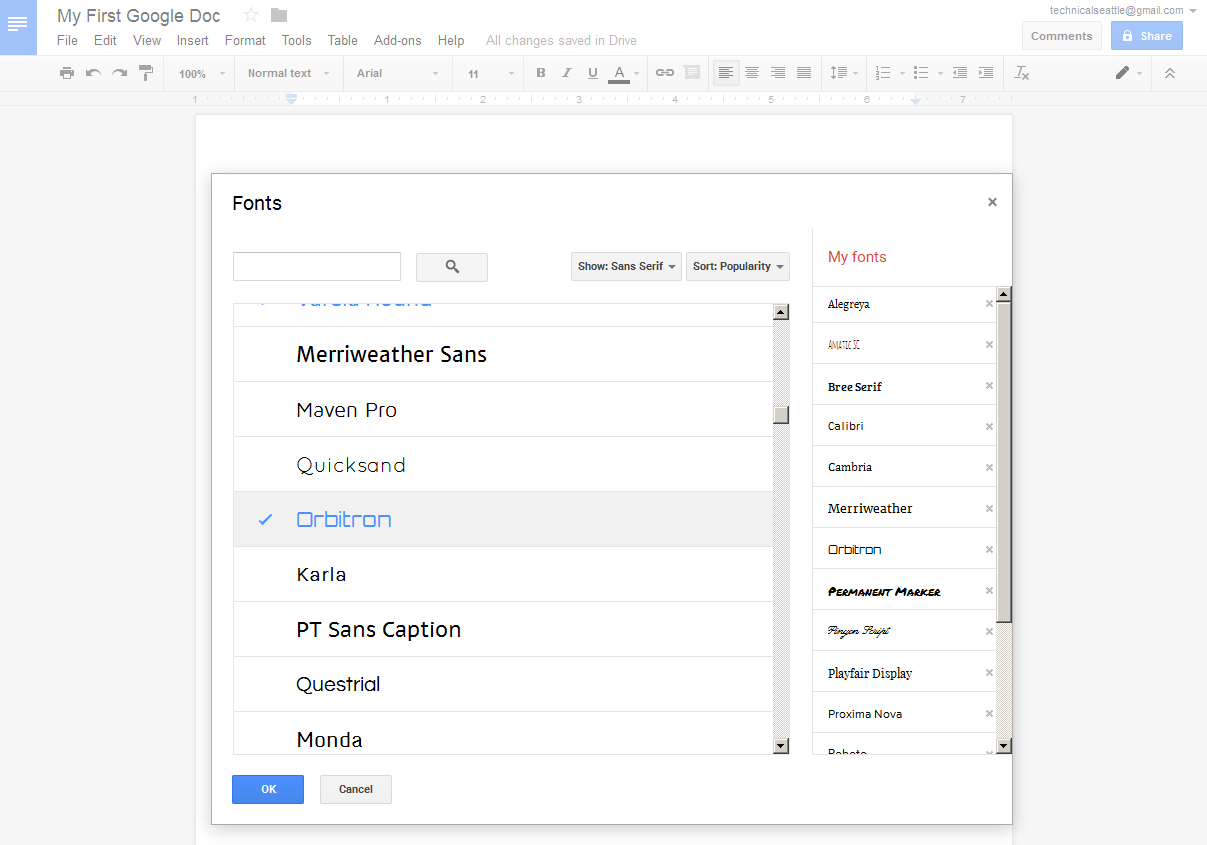 My First Google Doc
technicalseattle@gmail.com
File Edit View Insert Format Tools Table Add-ons Help All changes saved in Drive
Comments
Share
100% Normal text Arial 11 B I U A
1 1 2 3 4 5 6 7
Fonts
Show: Sans Serif
Sort: Popularity
My fonts
Varela Round
Merriweather Sans
Maven Pro
Quicksand
Orbitron
Karla
PT Sans Caption
Questrial
Monda
Alegreya
Amatic SC
Bree Serif
Calibri
Cambria
Merriweather
Orbitron
Permanent Marker
Pinyon Script
Playfair Display
Proxima Nova
Roboto
OK
Cancel